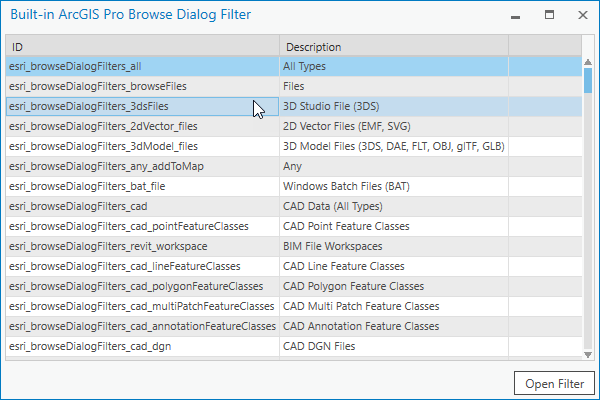 Built-in ArcGIS Pro Browse Dialog Filter
ID Description
esri_browseDialogFilters_all All Types
esri_browseDialogFilters_browseFiles Files
esri_browseDialogFilters_3dsFiles 3D Studio File (3DS)
esri_browseDialogFilters_2dVector_files 2D Vector Files (EMF, SVG)
esri_browseDialogFilters_3dModel_files 3D Model Files (3DS, DAE, FLT, OBJ, glTF, GLB)
esri_browseDialogFilters_any_addToMap Any
esri_browseDialogFilters_bat_file Windows Batch Files (BAT)
esri_browseDialogFilters_cad CAD Data (All Types)
esri_browseDialogFilters_cad_pointFeatureClasses CAD Point Feature Classes
esri_browseDialogFilters_revit_workspace BIM File Workspaces
esri_browseDialogFilters_cad_lineFeatureClasses CAD Line Feature Classes
esri_browseDialogFilters_cad_polygonFeatureClasses CAD Polygon Feature Classes
esri_browseDialogFilters_cad_multiPatchFeatureClasses CAD Multi Patch Feature Classes
esri_browseDialogFilters_cad_annotationFeatureClasses CAD Annotation Feature Classes
esri_browseDialogFilters_cad_dgn CAD DGN Files
Open Filter